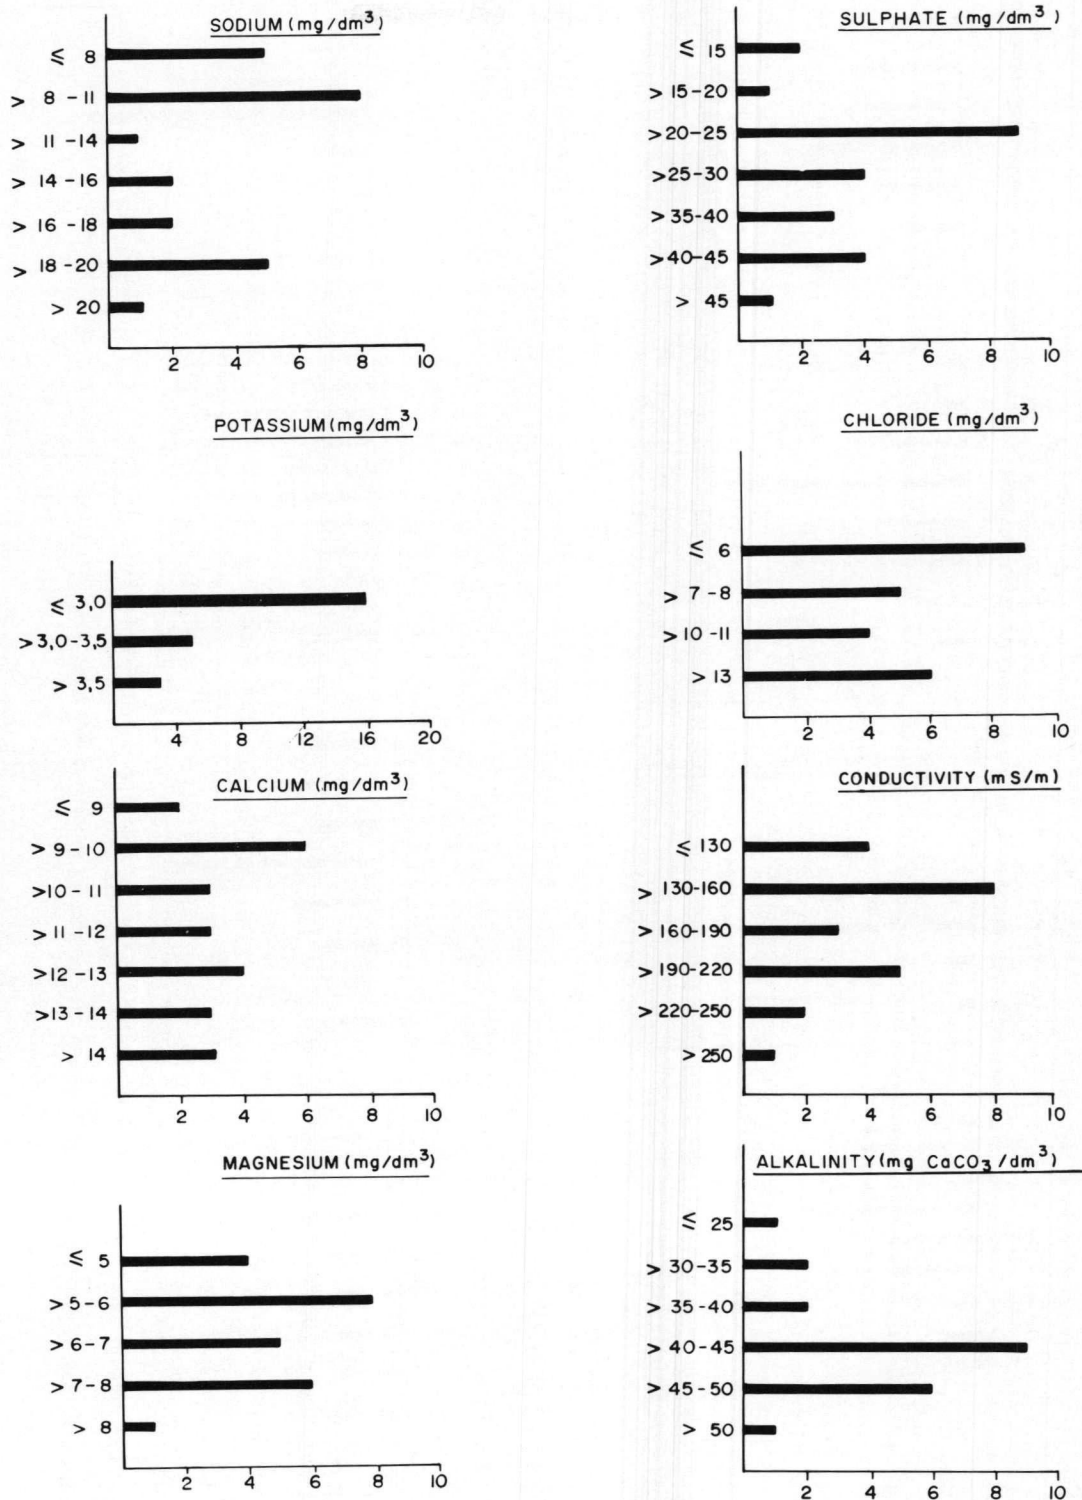 SODIUM (mg/dm³)
≤ 8
> 8 - 11
> 11 - 14
> 14 - 16
> 16 - 18
> 18 - 20
> 20
2 4 6 8 10
SULPHATE (mg/dm³)
≤ 15
> 15 - 20
> 20 - 25
> 25 - 30
> 35 - 40
> 40 - 45
> 45
2 4 6 8 10
POTASSIUM (mg/dm³)
≤ 3,0
> 3,0 - 3,5
> 3,5
4 8 12 16 20
CHLORIDE (mg/dm³)
≤ 6
> 7 - 8
> 10 - 11
> 13
2 4 6 8 10
CALCIUM (mg/dm³)
≤ 9
> 9 - 10
> 10 - 11
> 11 - 12
> 12 - 13
> 13 - 14
> 14
2 4 6 8 10
CONDUCTIVITY (mS/m)
≤ 130
> 130-160
> 160-190
> 190-220
> 220-250
> 250
2 4 6 8 10
MAGNESIUM (mg/dm³)
≤ 5
> 5 - 6
> 6 - 7
> 7 - 8
> 8
2 4 6 8 10
ALKALINITY (mg CaCO₃/dm³)
≤ 25
> 30 - 35
> 35 - 40
> 40 - 45
> 45 - 50
> 50
2 4 6 8 10